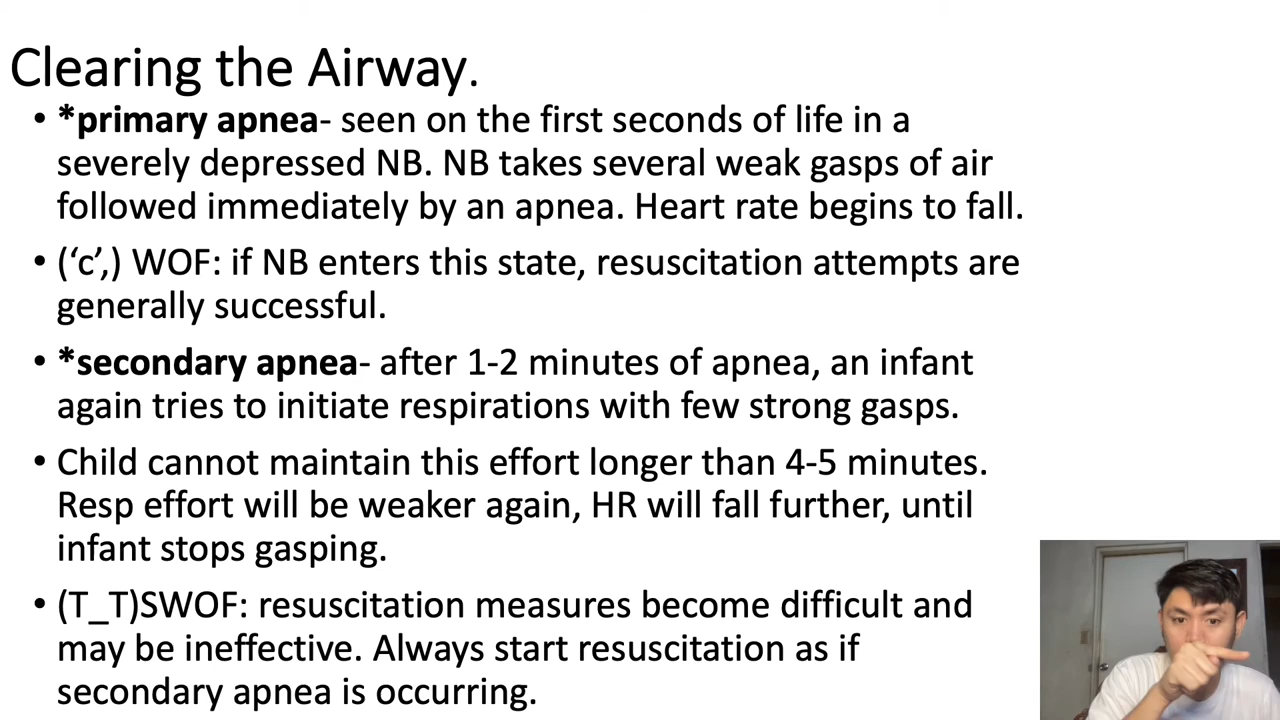 Clearing the Airway.
• *primary apnea- seen on the first seconds of life in a
severely depressed NB. NB takes several weak gasps of air
followed immediately by an apnea. Heart rate begins to fall.
• (‘c’,) WOF: if NB enters this state, resuscitation attempts are
generally successful.
• *secondary apnea- after 1-2 minutes of apnea, an infant
again tries to initiate respirations with few strong gasps.
• Child cannot maintain this effort longer than 4-5 minutes.
Resp effort will be weaker again, HR will fall further, until
infant stops gasping.
• (T_T)SWOF: resuscitation measures become difficult and
may be ineffective. Always start resuscitation as if
secondary apnea is occurring.